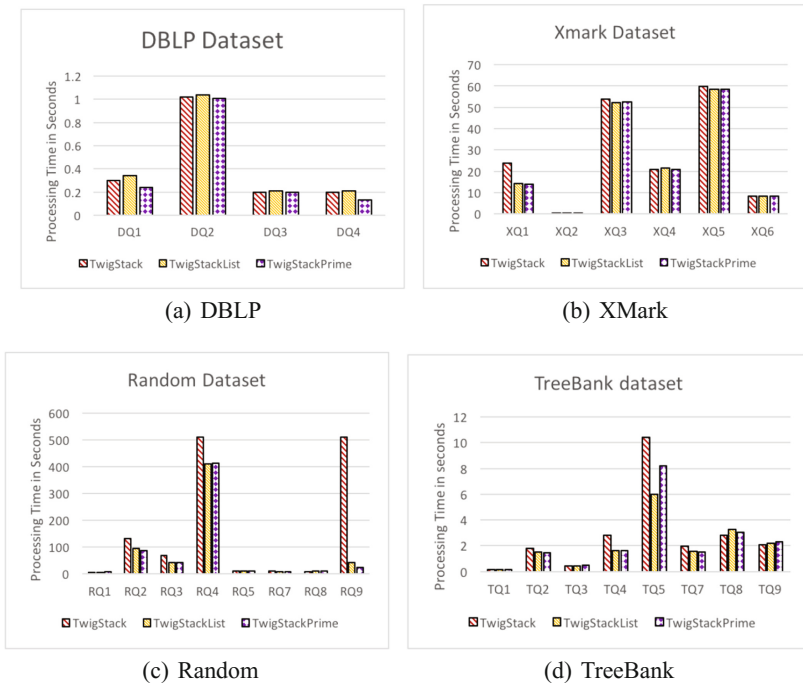 DBLP Dataset
Processing Time in Seconds
1.2
1
0.8
0.6
0.4
0.2
0
DQ1 DQ2 DQ3 DQ4
TwigStack TwigStackList TwigStackPrime
(a) DBLP
Xmark Dataset
Processing Time in Seconds
70
60
50
40
30
20
10
0
XQ1 XQ2 XQ3 XQ4 XQ5 XQ6
TwigStack TwigStackList TwigStackPrime
(b) XMark
Random Dataset
Processing Time in Seconds
600
500
400
300
200
100
0
RQ1 RQ2 RQ3 RQ4 RQ5 RQ7 RQ8 RQ9
TwigStack TwigStackList TwigStackPrime
(c) Random
TreeBank dataset
Processing Time in Seconds
12
10
8
6
4
2
0
TQ1 TQ2 TQ3 TQ4 TQ5 TQ7 TQ8 TQ9
TwigStack TwigStackList TwigStackPrime
(d) TreeBank